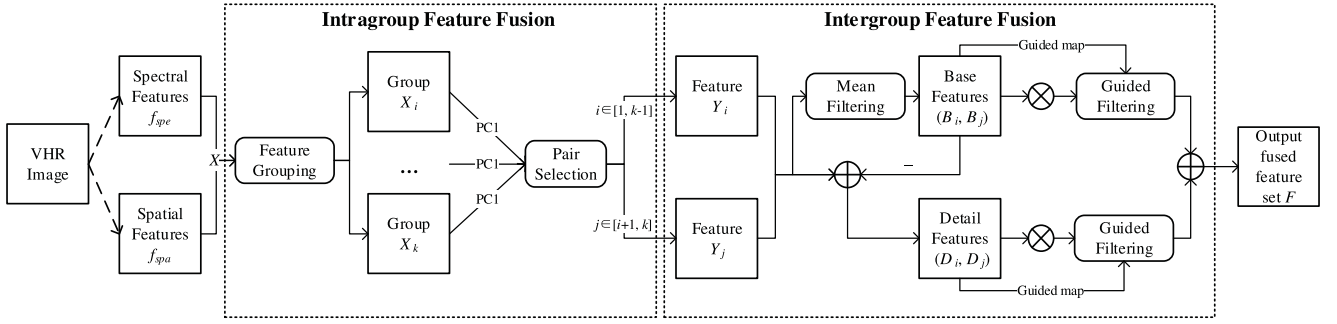 Intragroup Feature Fusion
Intergroup Feature Fusion
VHR
Image
Spectral
Features
f_spe
Spatial
Features
f_spa
X
Feature
Grouping
Group
X_i
...
Group
X_k
PC1
PC1
PC1
Pair
Selection
i∈[1, k-1]
j∈[i+1, k]
Feature
Y_i
Feature
Y_j
Mean
Filtering
Base
Features
(B_i, B_j)
Guided map
Guided
Filtering
−
Detail
Features
(D_i, D_j)
Guided
Filtering
Guided map
Output
fused
feature
set F